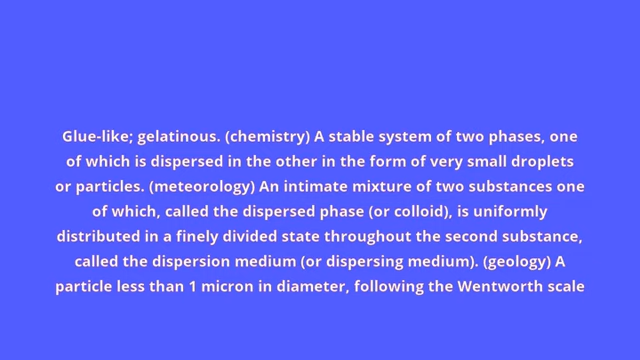 Glue-like; gelatinous. (chemistry) A stable system of two phases, one
of which is dispersed in the other in the form of very small droplets
or particles. (meteorology) An intimate mixture of two substances one
of which, called the dispersed phase (or colloid), is uniformly
distributed in a finely divided state throughout the second substance,
called the dispersion medium (or dispersing medium). (geology) A
particle less than 1 micron in diameter, following the Wentworth scale